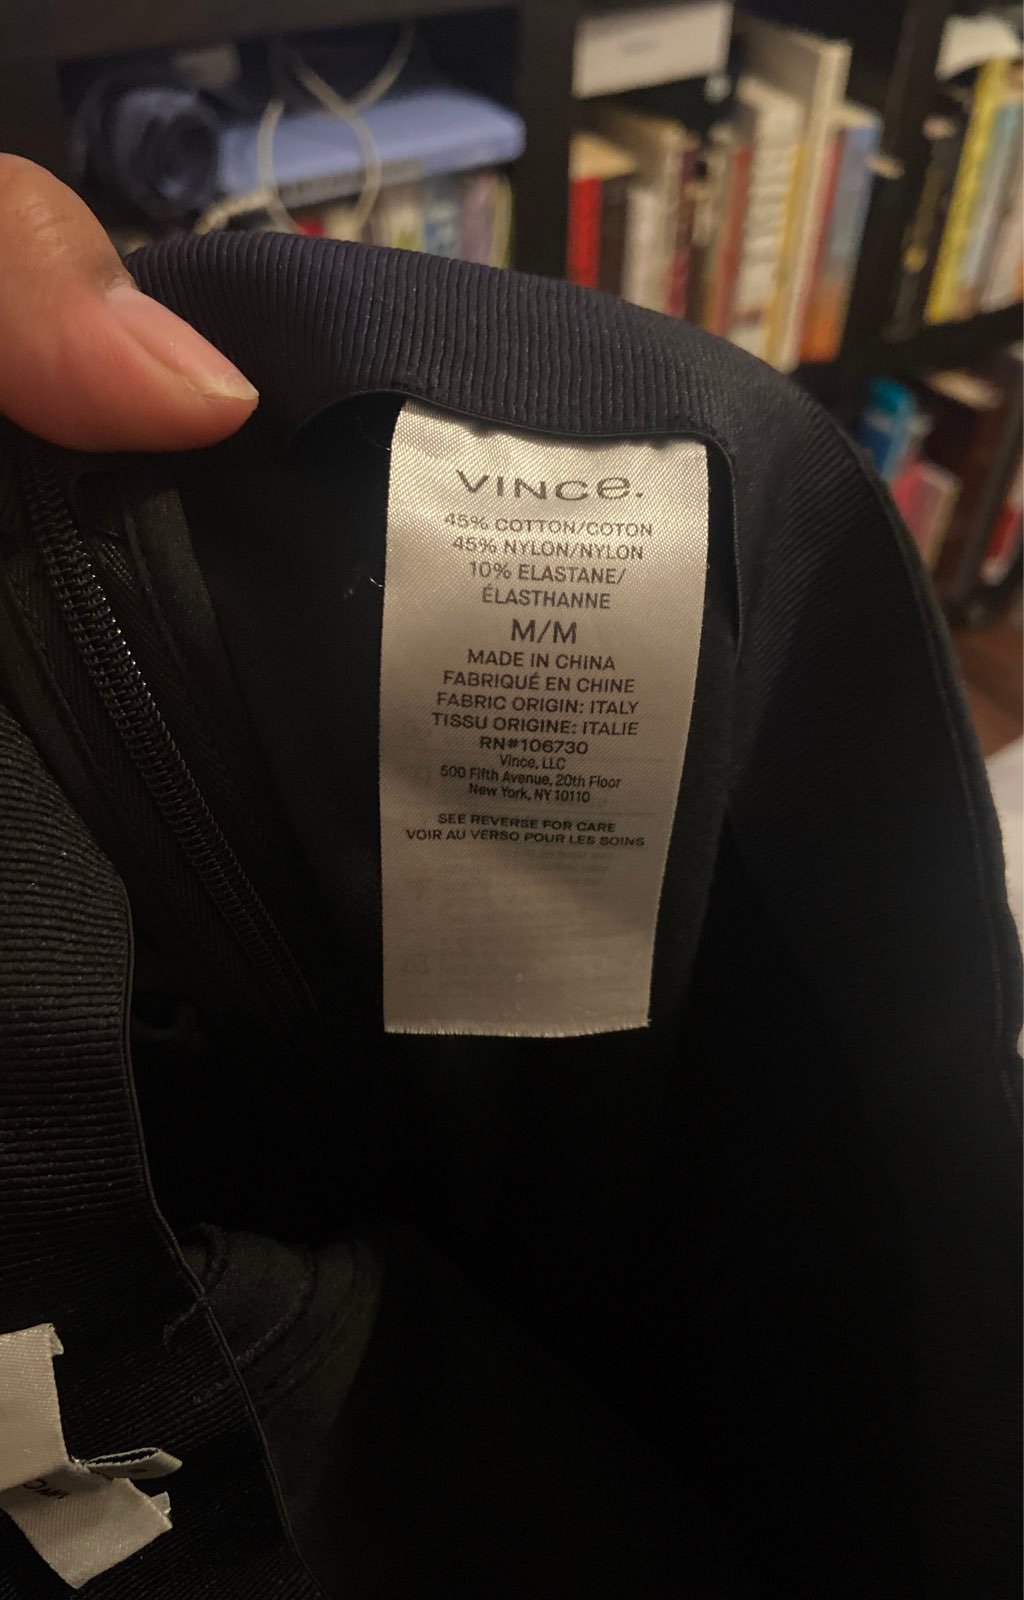 VINCe.
45% COTTON/COTON
45% NYLON/NYLON
10% ELASTANE/
ÉLASTHANNE
M/M
MADE IN CHINA
FABRIQUÉ EN CHINE
FABRIC ORIGIN: ITALY
TISSU ORIGINE: ITALIE
RN#106730
Vince, LLC
500 Fifth Avenue, 20th Floor
New York, NY 10110
SEE REVERSE FOR CARE
VOIR AU VERSO POUR LES SOINS